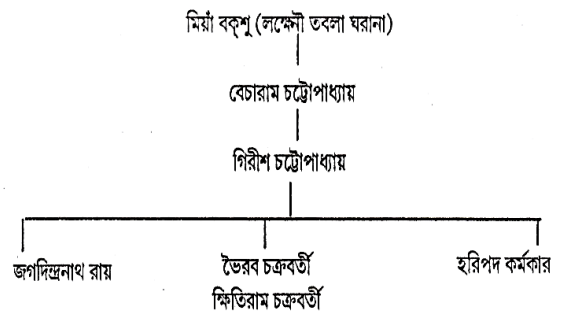 মিয়াঁ বক্‌শু (লক্ষ্ণৌ তবলা ঘরানা)
বেচারাম চট্টোপাধ্যায়
গিরীশ চট্টোপাধ্যায়
জগদিন্দ্রনাথ রায়
ভৈরব চক্রবর্তী
হরিপদ কর্মকার
ক্ষিতিরাম চক্রবর্তী